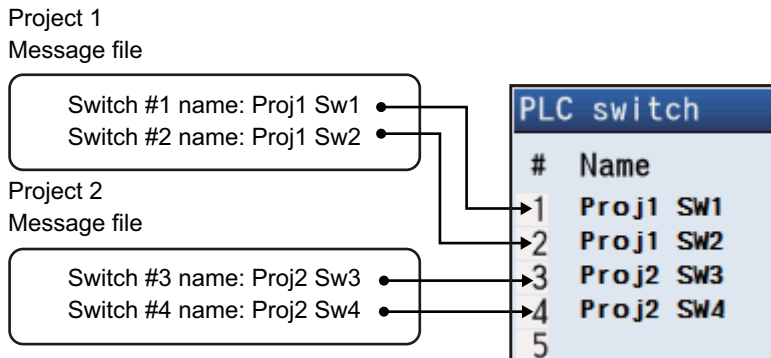 Project 1
Message file
Switch #1 name: Proj1 Sw1
Switch #2 name: Proj1 Sw2
Project 2
Message file
Switch #3 name: Proj2 Sw3
Switch #4 name: Proj2 Sw4
PLC switch
# Name
1 Proj1 SW1
2 Proj1 SW2
3 Proj2 SW3
4 Proj2 SW4
5